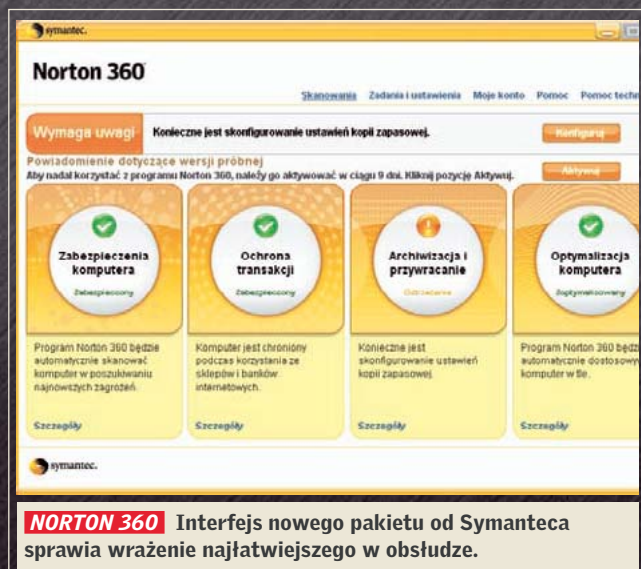 symantec.
Norton 360
Skanowania Zadania i ustawienia Moje konto Pomoc Pomoc techn
Wymaga uwagi Konieczne jest skonfigurowanie ustawień kopii zapasowej. Konfiguruj
Powiadomienie dotyczące wersji próbnej
Aby nadal korzystać z programu Norton 360, należy go aktywować w ciągu 9 dni. Kliknij pozycję Aktywuj. Aktywuj
Zabezpieczenia
komputera
Zabezpieczony
Program Norton 360 będzie
automatycznie skanować
komputer w poszukiwaniu
najnowszych zagrożeń.
Szczegóły
Ochrona
transakcji
Zabezpieczony
Komputer jest chroniony
podczas korzystania ze
sklepów i banków
internetowych.
Szczegóły
Archiwizacja i
przywracanie
Ostrzeżenie
Konieczne jest
skonfigurowanie ustawień
kopii zapasowej.
Szczegóły
Optymalizacja
komputera
Zoptymalizowany
Program Norton 360 będzi
automatycznie dostosowyw
komputer w tle.
Szczegóły
symantec.
NORTON 360 Interfejs nowego pakietu od Symanteca
sprawia wrażenie najłatwiejszego w obsłudze.